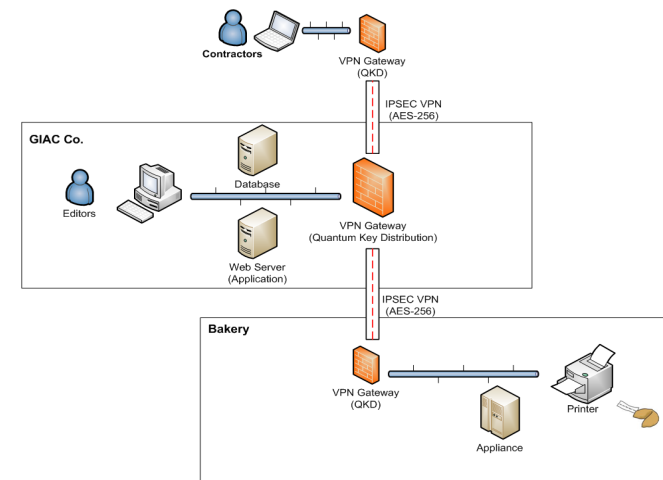 Contractors
VPN Gateway
(QKD)
IPSEC VPN
(AES-256)
GIAC Co.
Database
Editors
VPN Gateway
(Quantum Key Distribution)
Web Server
(Application)
IPSEC VPN
(AES-256)
Bakery
VPN Gateway
(QKD)
Printer
Appliance